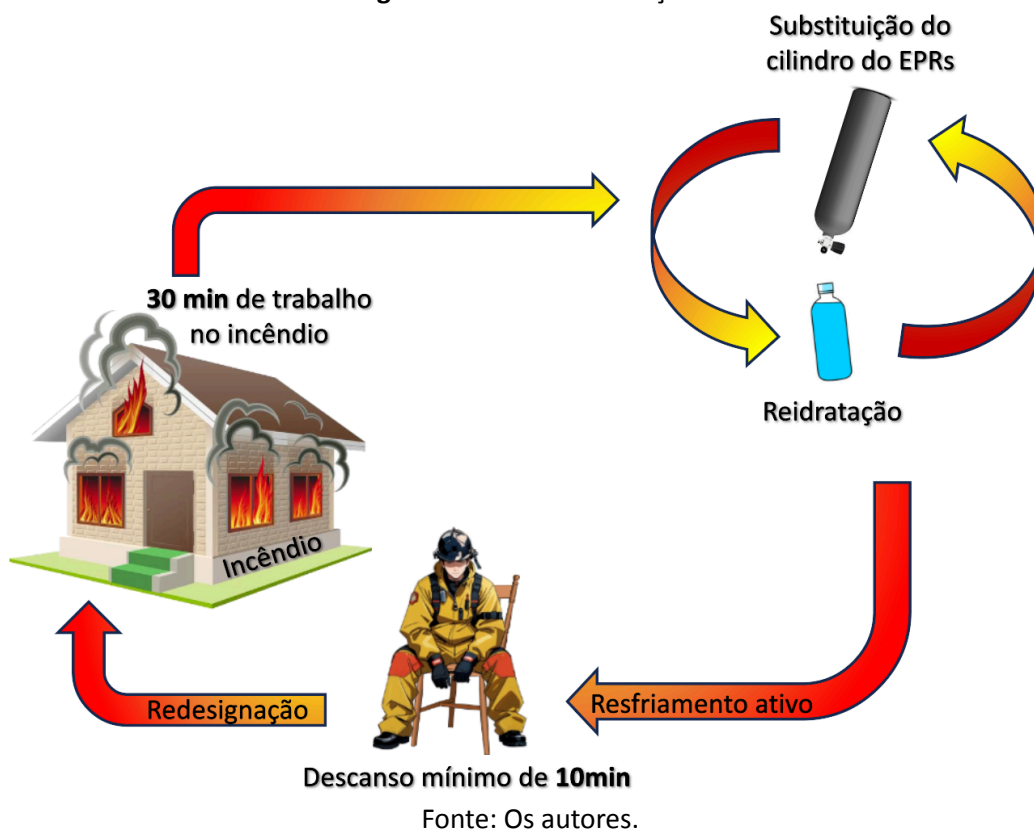 Substituição do
cilindro do EPRs
30 min de trabalho
no incêndio
Reidratação
Incêndio
Resfriamento ativo
Redesignação
Descanso mínimo de 10min
Fonte: Os autores.